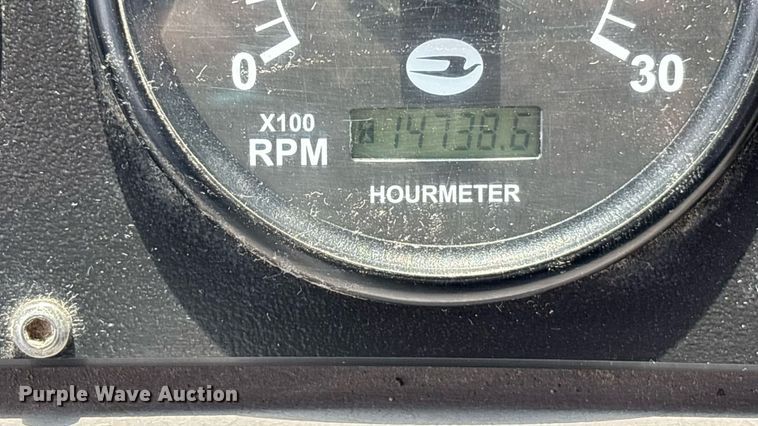 0
30
X100
14738.6
RPM
HOURMETER
Purple Wave Auction